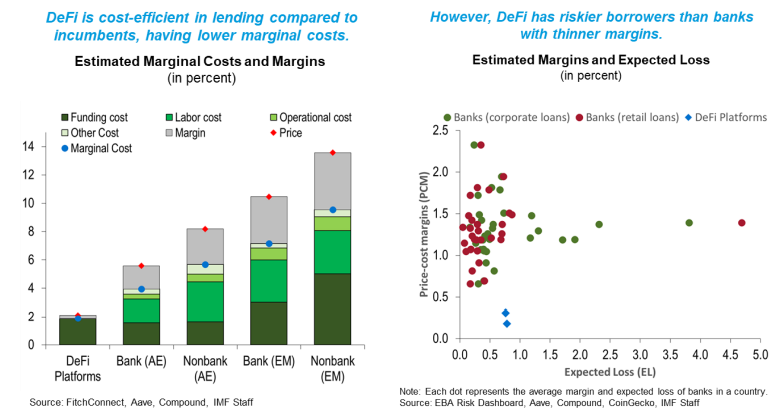 DeFi is cost-efficient in lending compared to
incumbents, having lower marginal costs.
Estimated Marginal Costs and Margins
(in percent)
Funding cost Labor cost Operational cost
Other Cost Margin Price
Marginal Cost
14
12
10
8
6
4
2
0
DeFi Bank (AE) Nonbank Bank (EM) Nonbank
Platforms (AE) (EM)
Source: FitchConnect, Aave, Compound, IMF Staff
However, DeFi has riskier borrowers than banks
with thinner margins.
Estimated Margins and Expected Loss
(in percent)
Banks (corporate loans) Banks (retail loans) DeFi Platforms
Price-cost margins (PCM)
2.5
2.0
1.5
1.0
0.5
0.0
0.0 0.5 1.0 1.5 2.0 2.5 3.0 3.5 4.0 4.5 5.0
Expected Loss (EL)
Note: Each dot represents the average margin and expected loss of banks in a country.
Source: EBA Risk Dashboard, Aave, Compound, CoinGecko, IMF Staff